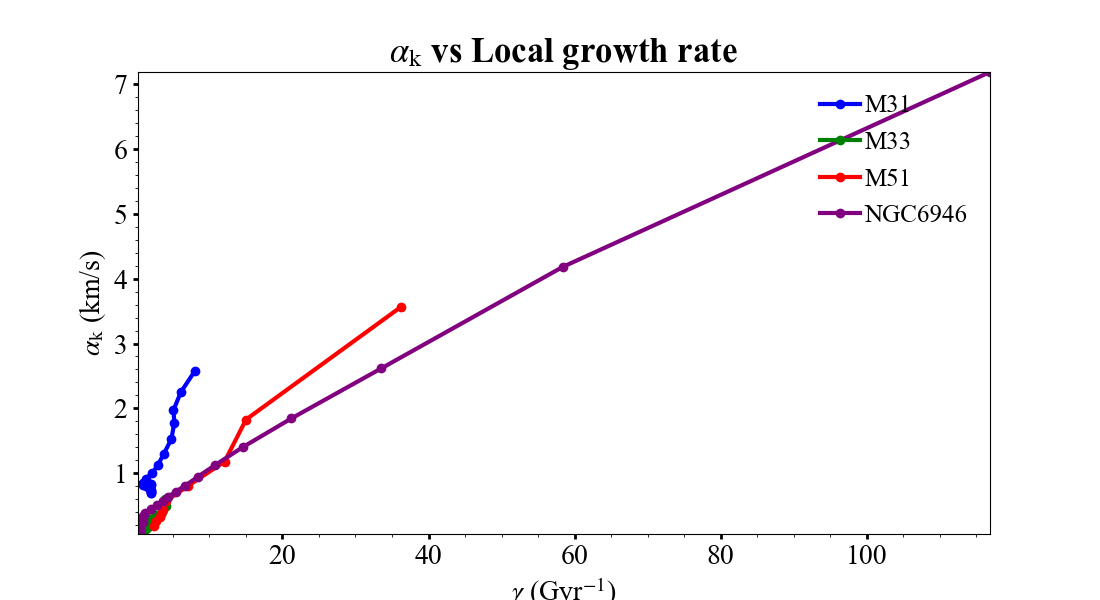 αk vs Local growth rate
7
6
5
4
3
2
1
αk (km/s)
M31
M33
M51
NGC6946
20 40 60 80 100
γ (Gyr⁻¹)